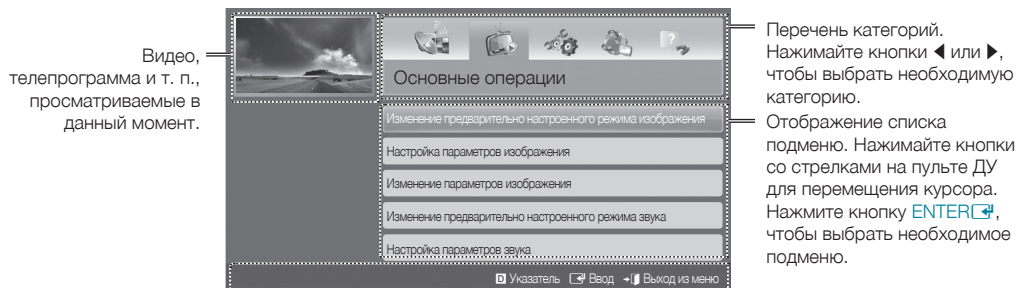 Видео,
телепрограмма и т. п.,
просматриваемые в
данный момент.
Основные операции
Изменение предварительно настроенного режима изображения
Настройка параметров изображения
Изменение параметров изображения
Изменение предварительно настроенного режима звука
Настройка параметров звука
D Указатель Ввод Выход из меню
Перечень категорий.
Нажимайте кнопки ◀ или ▶,
чтобы выбрать необходимую
категорию.
Отображение списка
подменю. Нажимайте кнопки
со стрелками на пульте ДУ
для перемещения курсора.
Нажмите кнопку ENTER,
чтобы выбрать необходимое
подменю.